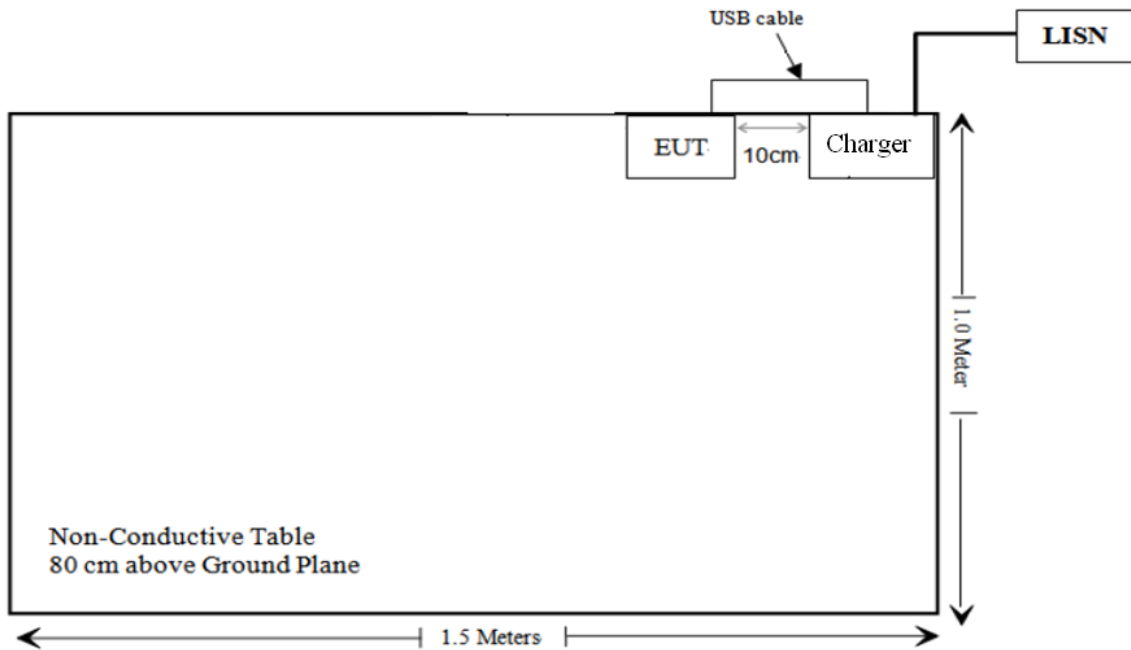 USB cable
LISN
EUT
10cm
Charger
1.0 Meter
Non-Conductive Table
80 cm above Ground Plane
1.5 Meters